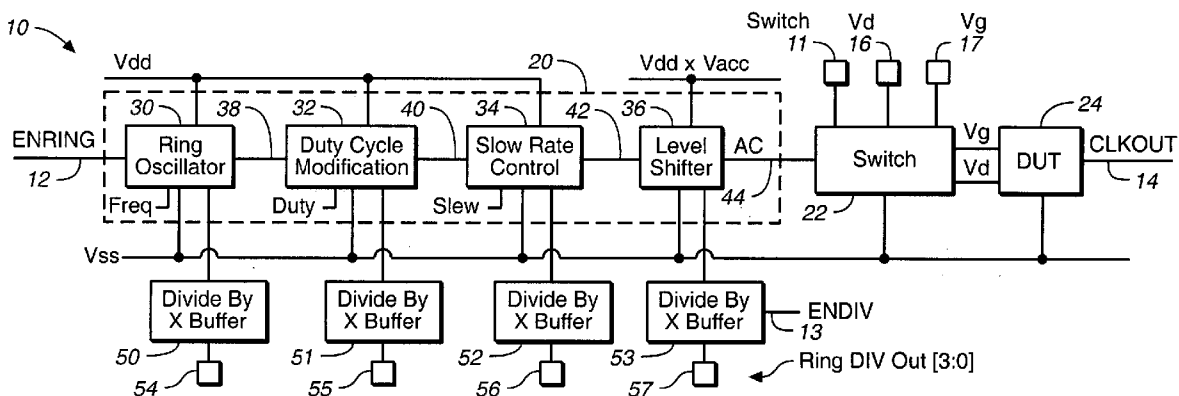 Switch Vd Vg
10 11 16 17
Vdd 20 Vdd x Vacc
30 38 32 40 34 42 36 24
ENRING Ring Oscillator Duty Cycle Modification Slow Rate Control Level Shifter AC Switch Vg Vd DUT CLKOUT
12 44 22 14
Freq Duty Slew
Vss
Divide By X Buffer Divide By X Buffer Divide By X Buffer Divide By X Buffer ENDIV
50 51 52 53 13
54 55 56 57 Ring DIV Out [3:0]